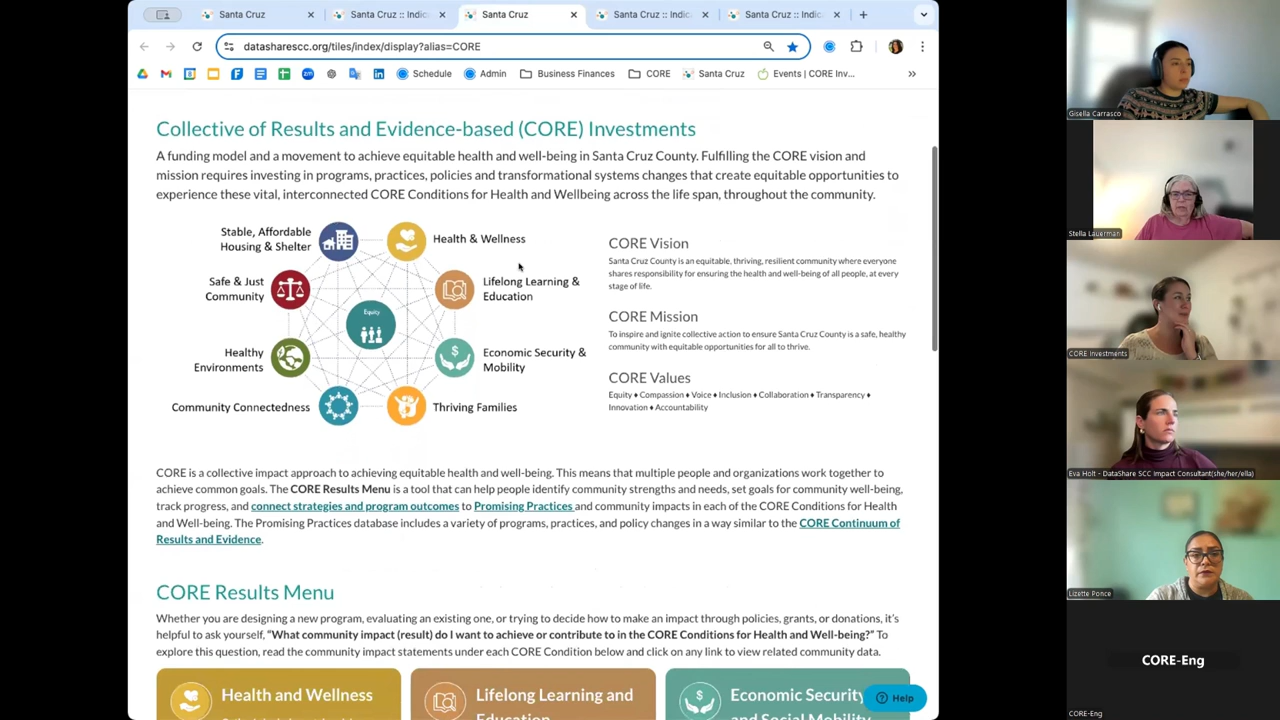 Santa Cruz
Santa Cruz :: Indic
Santa Cruz
Santa Cruz :: Indic
Santa Cruz :: Indic
datasharescc.org/tiles/index/display?alias=CORE
Schedule
Admin
Business Finances
CORE
Santa Cruz
Events | CORE Inv...
Collective of Results and Evidence-based (CORE) Investments
A funding model and a movement to achieve equitable health and well-being in Santa Cruz County. Fulfilling the CORE vision and
mission requires investing in programs, practices, policies and transformational systems changes that create equitable opportunities to
experience these vital, interconnected CORE Conditions for Health and Wellbeing across the life span, throughout the community.
Stable, Affordable
Housing & Shelter
Health & Wellness
Safe & Just
Community
Lifelong Learning &
Education
Equity
Healthy
Environments
Economic Security &
Mobility
Community Connectedness
Thriving Families
CORE Vision
Santa Cruz County is an equitable, thriving, resilient community where everyone
shares responsibility for ensuring the health and well-being of all people, at every
stage of life.
CORE Mission
To inspire and ignite collective action to ensure Santa Cruz County is a safe, healthy
community with equitable opportunities for all to thrive.
CORE Values
Equity ♦ Compassion ♦ Voice ♦ Inclusion ♦ Collaboration ♦ Transparency ♦
Innovation ♦ Accountability
CORE is a collective impact approach to achieving equitable health and well-being. This means that multiple people and organizations work together to
achieve common goals. The CORE Results Menu is a tool that can help people identify community strengths and needs, set goals for community well-being,
track progress, and connect strategies and program outcomes to Promising Practices and community impacts in each of the CORE Conditions for Health
and Well-being. The Promising Practices database includes a variety of programs, practices, and policy changes in a way similar to the CORE Continuum of
Results and Evidence.
CORE Results Menu
Whether you are designing a new program, evaluating an existing one, or trying to decide how to make an impact through policies, grants, or donations, it's
helpful to ask yourself, "What community impact (result) do I want to achieve or contribute to in the CORE Conditions for Health and Well-being?" To
explore this question, read the community impact statements under each CORE Condition below and click on any link to view related community data.
Health and Wellness
Lifelong Learning and
Education
Economic Security
and Social Mobility
Help
Gisella Carrasco
Stella Lauerman
CORE Investments
Eva Holt - DataShare SCC Impact Consultant(she/her/ella)
Lizette Ponce
CORE-Eng
CORE-Eng